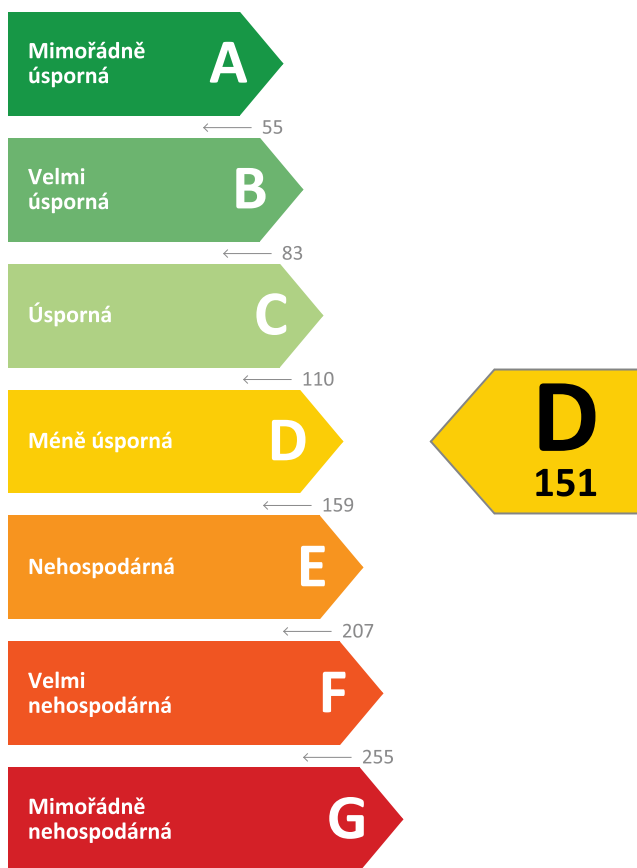 Mimořádně
úsporná
A
55
Velmi
úsporná
B
83
Úsporná
C
110
Méně úsporná
D
D
151
159
Nehospodárná
E
207
Velmi
nehospodárná
F
255
Mimořádně
nehospodárná
G